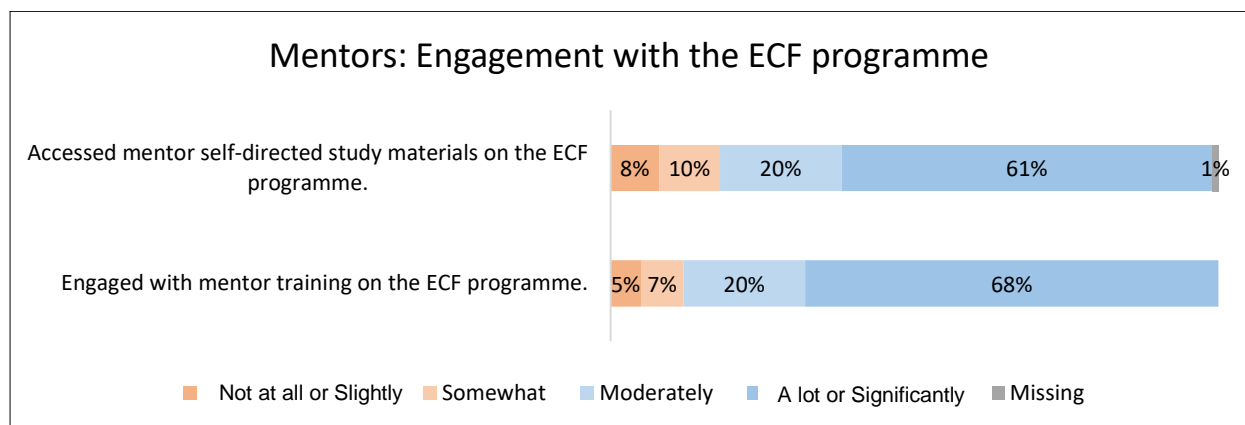 Mentors: Engagement with the ECF programme
Accessed mentor self-directed study materials on the ECF
programme.
8% 10% 20% 61% 1%
Engaged with mentor training on the ECF programme.
5% 7% 20% 68%
Not at all or Slightly Somewhat Moderately A lot or Significantly Missing